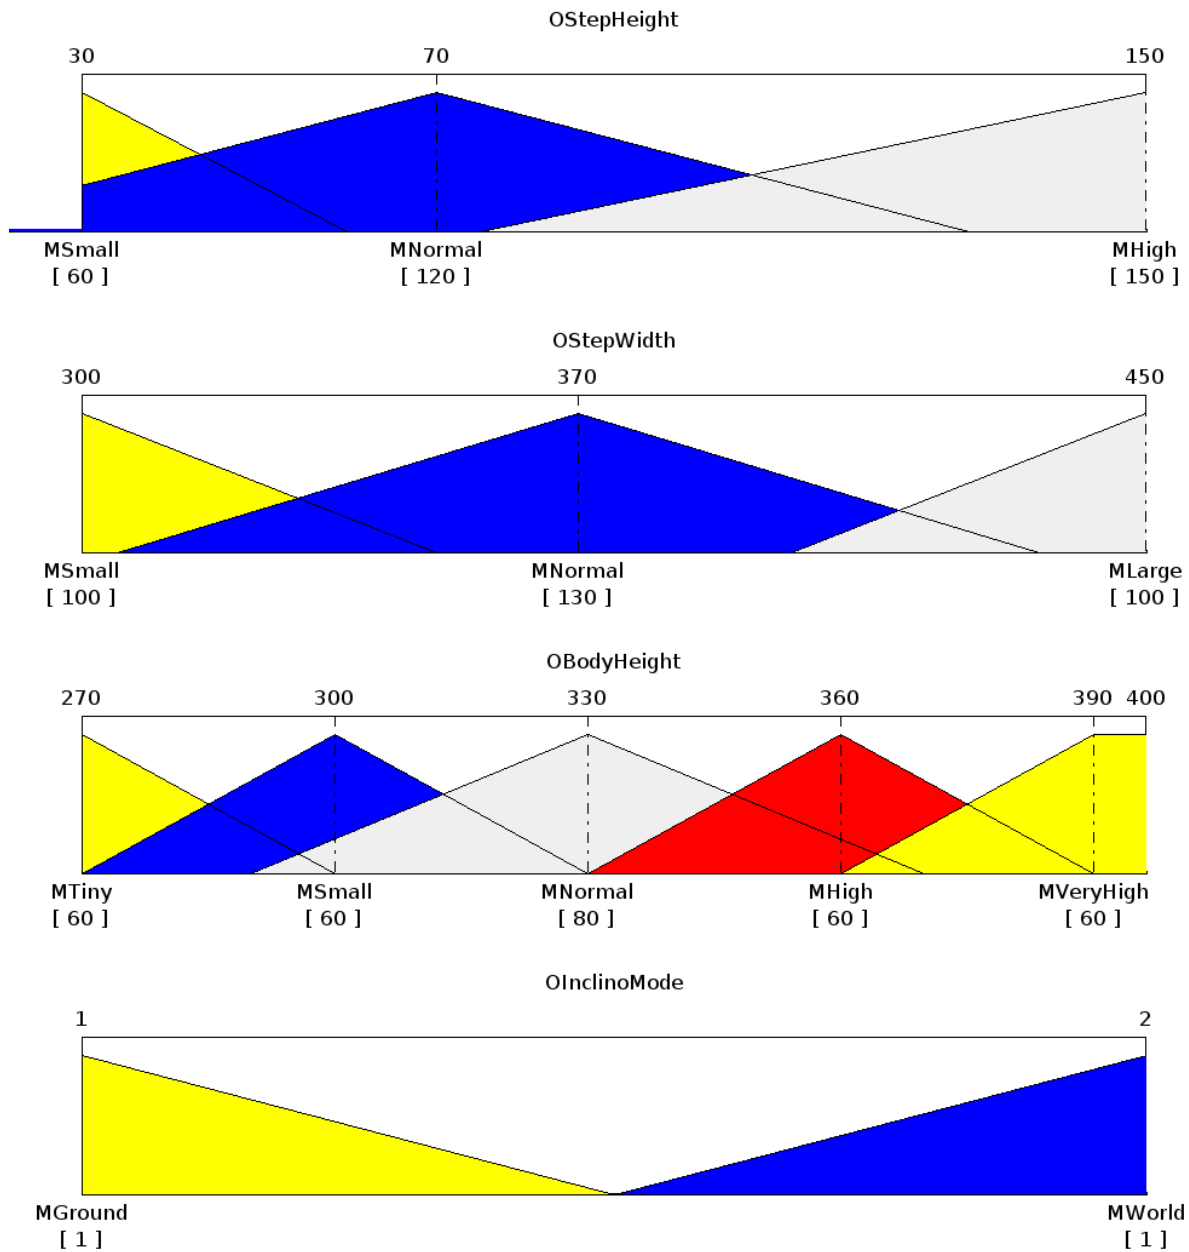 OStepHeight
30 70 150
MSmall MNormal MHigh
[ 60 ] [ 120 ] [ 150 ]
OStepWidth
300 370 450
MSmall MNormal MLarge
[ 100 ] [ 130 ] [ 100 ]
OBodyHeight
270 300 330 360 390 400
MTiny MSmall MNormal MHigh MVeryHigh
[ 60 ] [ 60 ] [ 80 ] [ 60 ] [ 60 ]
OInclinoMode
1 2
MGround MWorld
[ 1 ] [ 1 ]